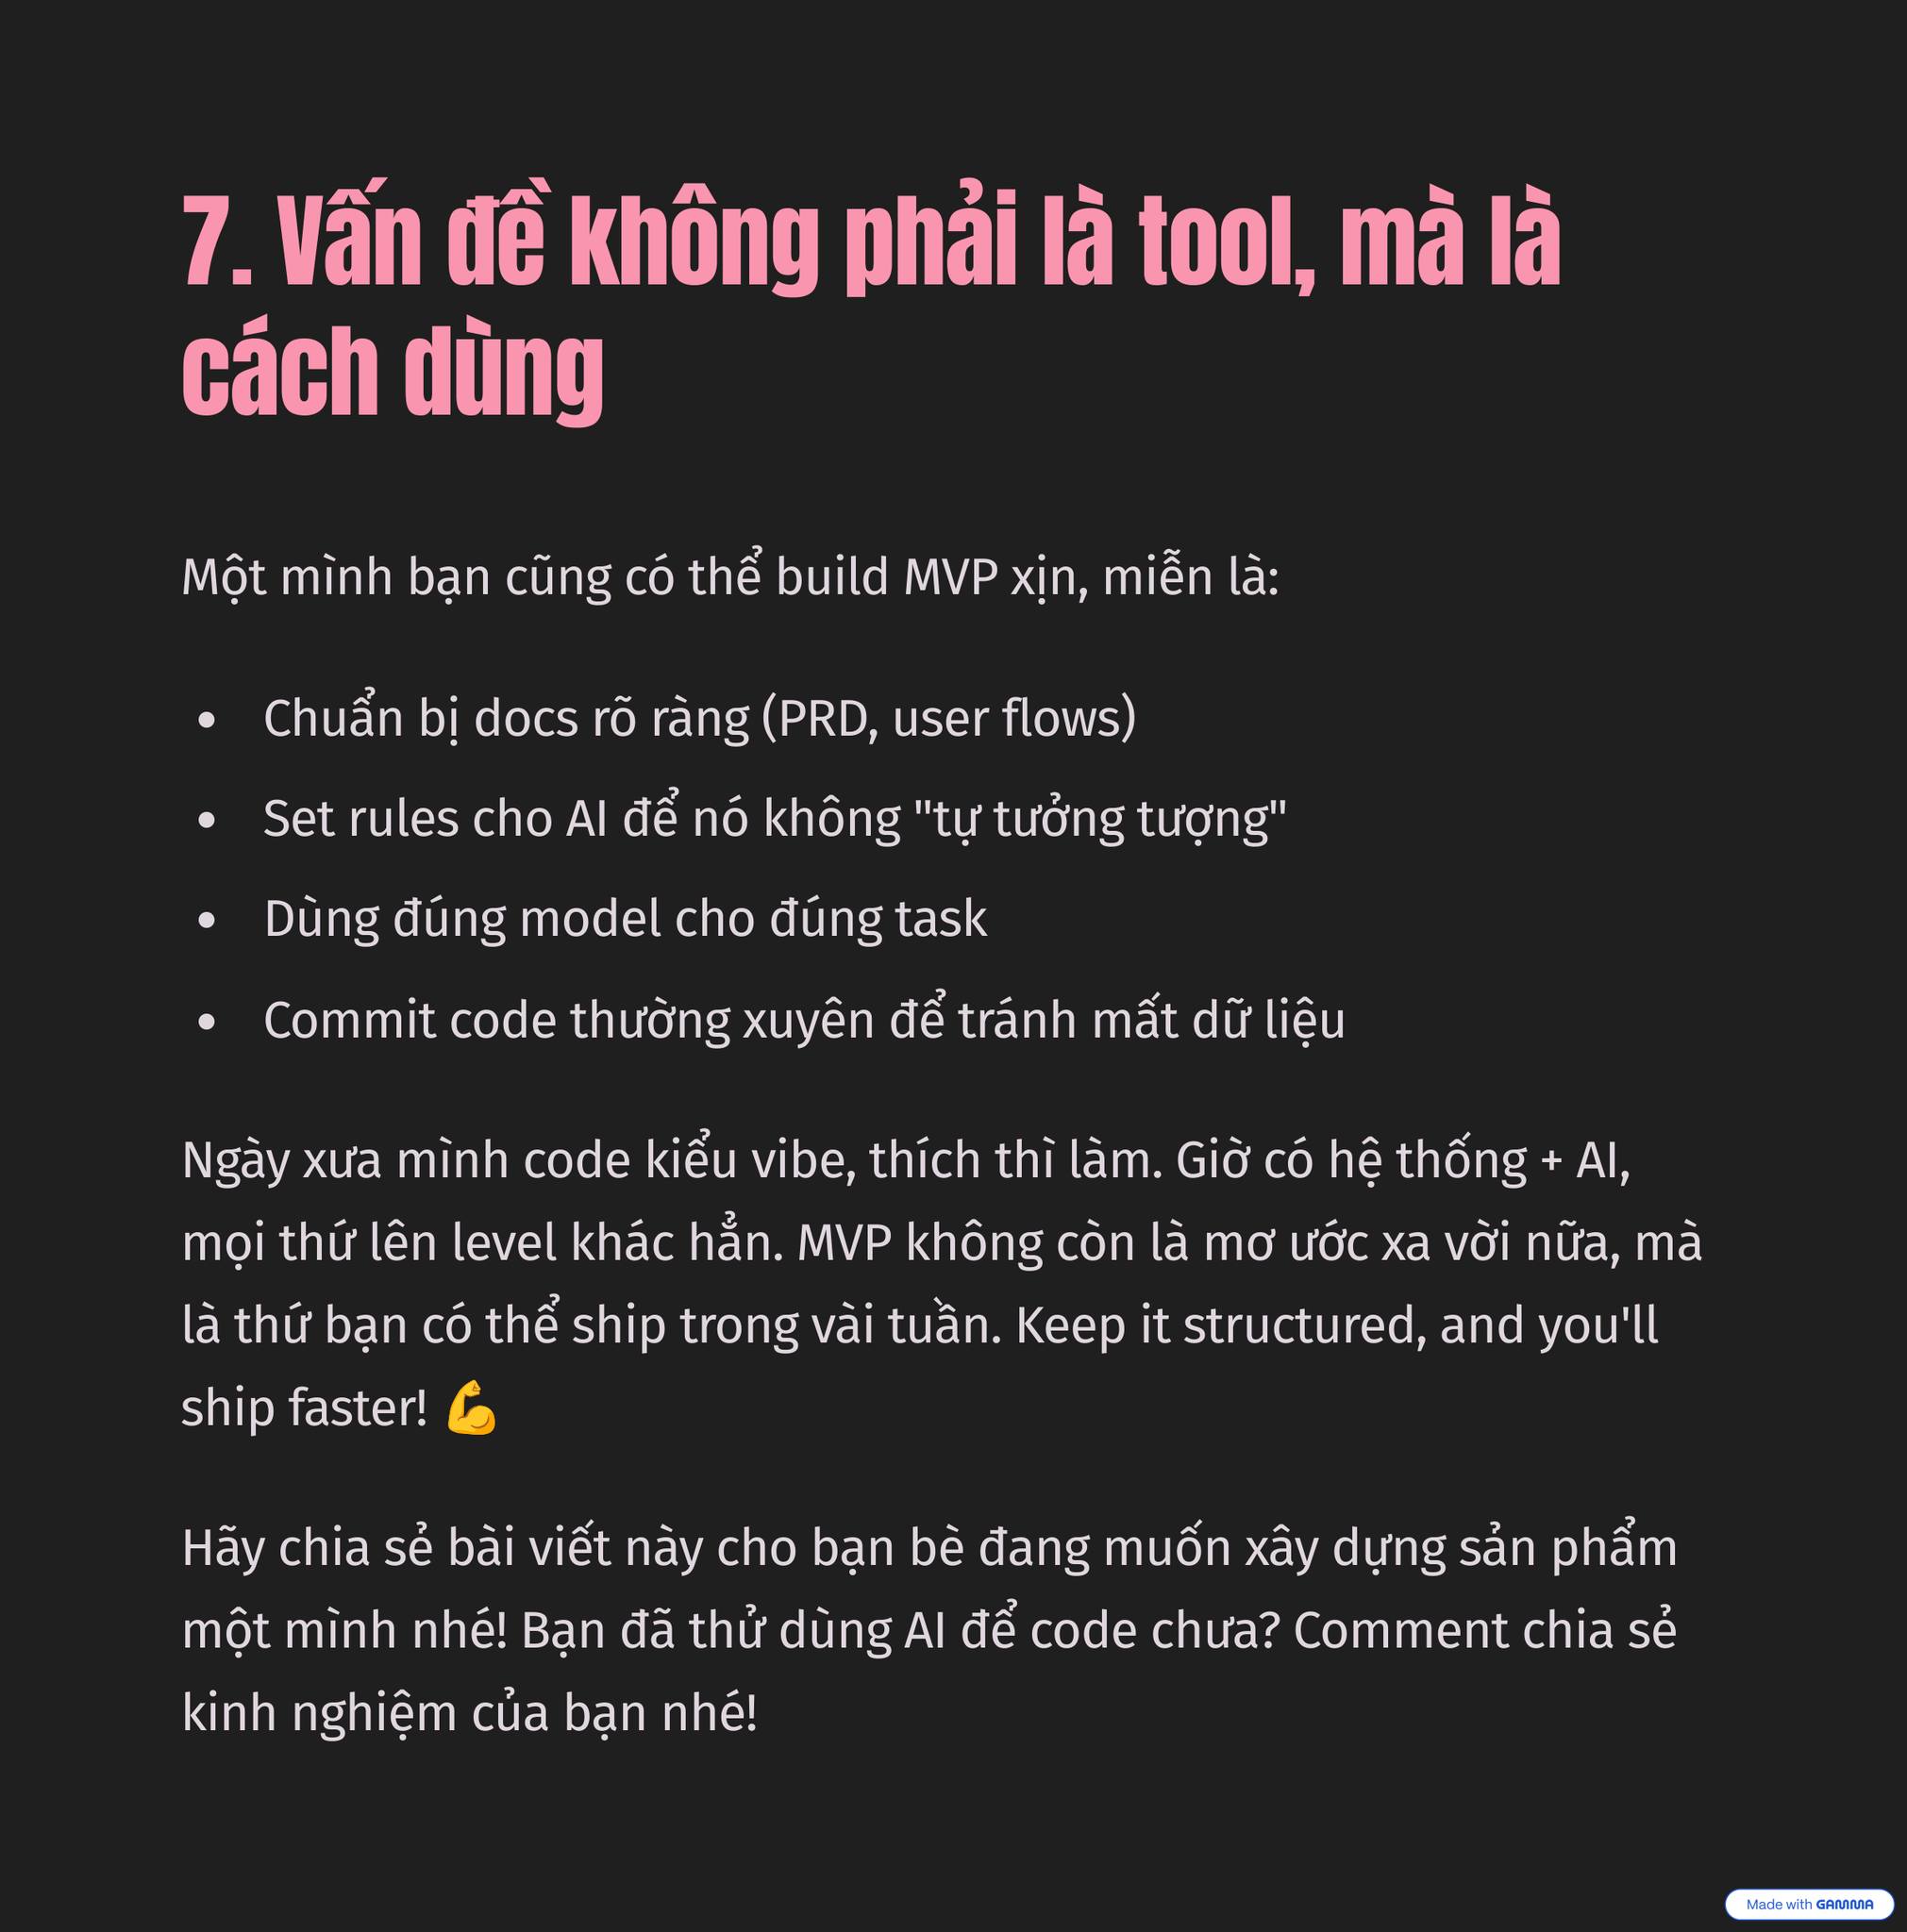 7. Vấn đề không phải là tool, mà là
cách dùng
Một mình bạn cũng có thể build MVP xịn, miễn là:
• Chuẩn bị docs rõ ràng (PRD, user flows)
• Set rules cho AI để nó không "tự tưởng tượng"
• Dùng đúng model cho đúng task
• Commit code thường xuyên để tránh mất dữ liệu
Ngày xưa mình code kiểu vibe, thích thì làm. Giờ có hệ thống + AI,
mọi thứ lên level khác hẳn. MVP không còn là mơ ước xa vời nữa, mà
là thứ bạn có thể ship trong vài tuần. Keep it structured, and you'll
ship faster! 💪
Hãy chia sẻ bài viết này cho bạn bè đang muốn xây dựng sản phẩm
một mình nhé! Bạn đã thử dùng AI để code chưa? Comment chia sẻ
kinh nghiệm của bạn nhé!
Made with GAMMA